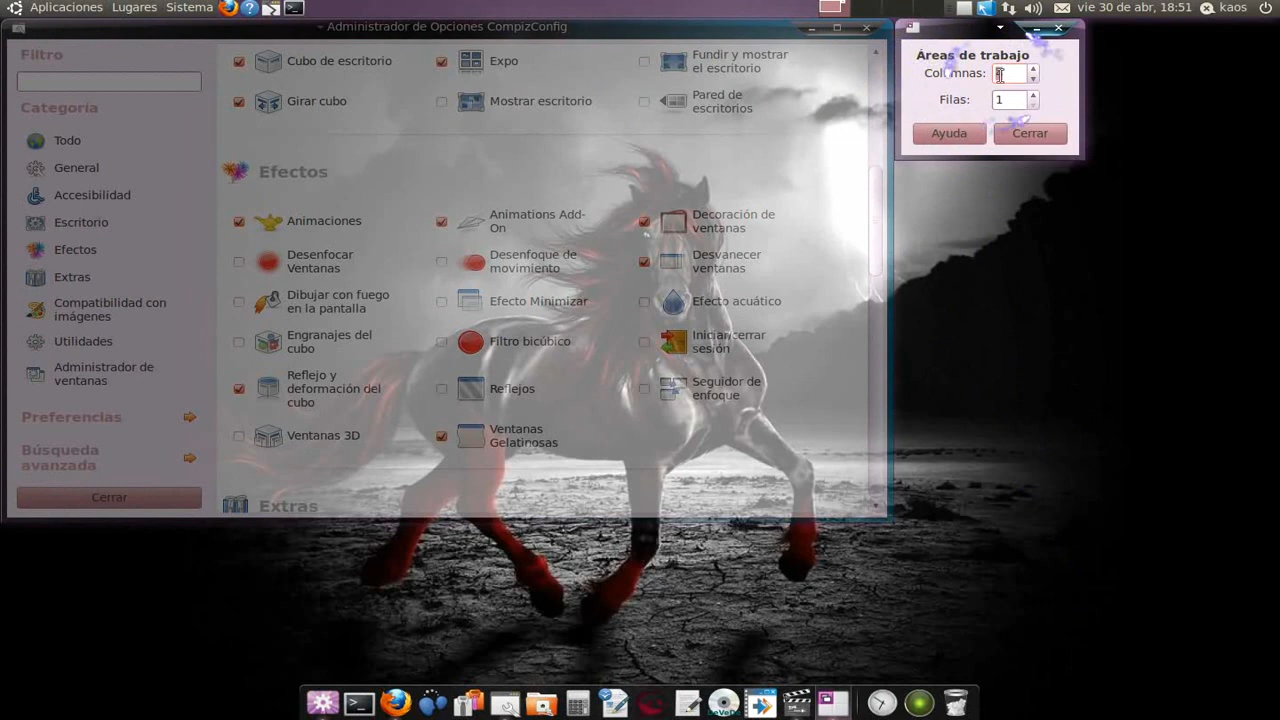 Aplicaciones Lugares Sistema
vie 30 de abr, 18:51 kaos
Administrador de Opciones CompizConfig
Filtro
Categoría
Todo
General
Accesibilidad
Escritorio
Efectos
Extras
Compatibilidad con
imágenes
Utilidades
Administrador de
ventanas
Preferencias
Búsqueda
avanzada
Cerrar
Cubo de escritorio
Expo
Fundir y mostrar
el escritorio
Girar cubo
Mostrar escritorio
Pared de
escritorios
Efectos
Animaciones
Animations Add-
On
Decoración de
ventanas
Desenfocar
Ventanas
Desenfoque de
movimiento
Desvanecer
ventanas
Dibujar con fuego
en la pantalla
Efecto Minimizar
Efecto acuático
Engranajes del
cubo
Filtro bicúbico
Iniciar/cerrar
sesión
Reflejo y
deformación del
cubo
Reflejos
Seguidor de
enfoque
Ventanas 3D
Ventanas
Gelatinosas
Extras
Áreas de trabajo
Columnas:
Filas: 1
Ayuda Cerrar
DeVeDe